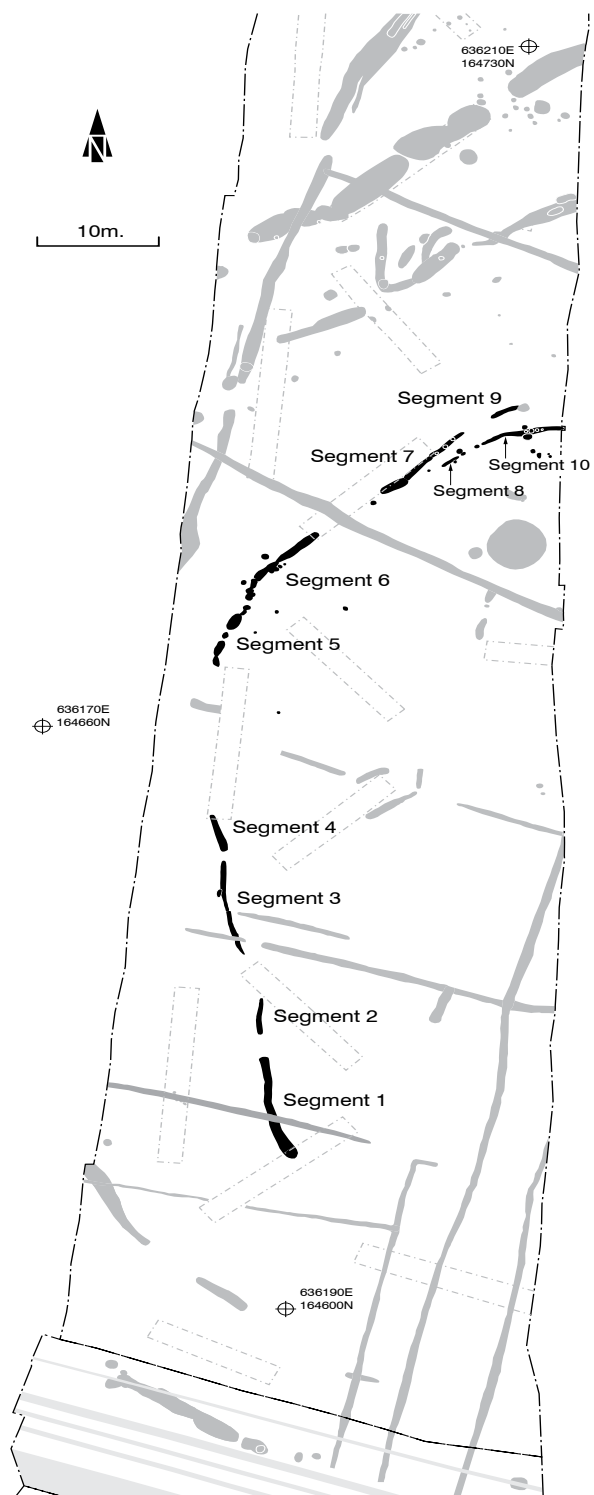 636210E
164730N
N
10m.
Segment 9
Segment 7
Segment 10
Segment 8
Segment 6
Segment 5
636170E
164660N
Segment 4
Segment 3
Segment 2
Segment 1
636190E
164600N